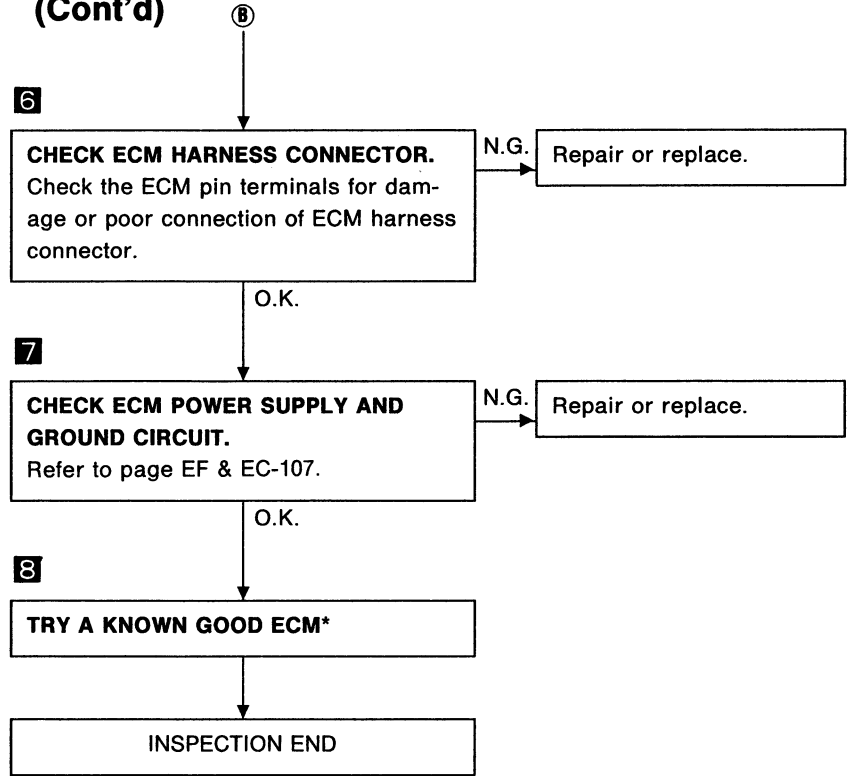 (Cont'd)
Ⓑ
6
CHECK ECM HARNESS CONNECTOR.
Check the ECM pin terminals for dam-
age or poor connection of ECM harness
connector.
N.G.
Repair or replace.
O.K.
7
CHECK ECM POWER SUPPLY AND
GROUND CIRCUIT.
Refer to page EF & EC-107.
N.G.
Repair or replace.
O.K.
8
TRY A KNOWN GOOD ECM*
INSPECTION END